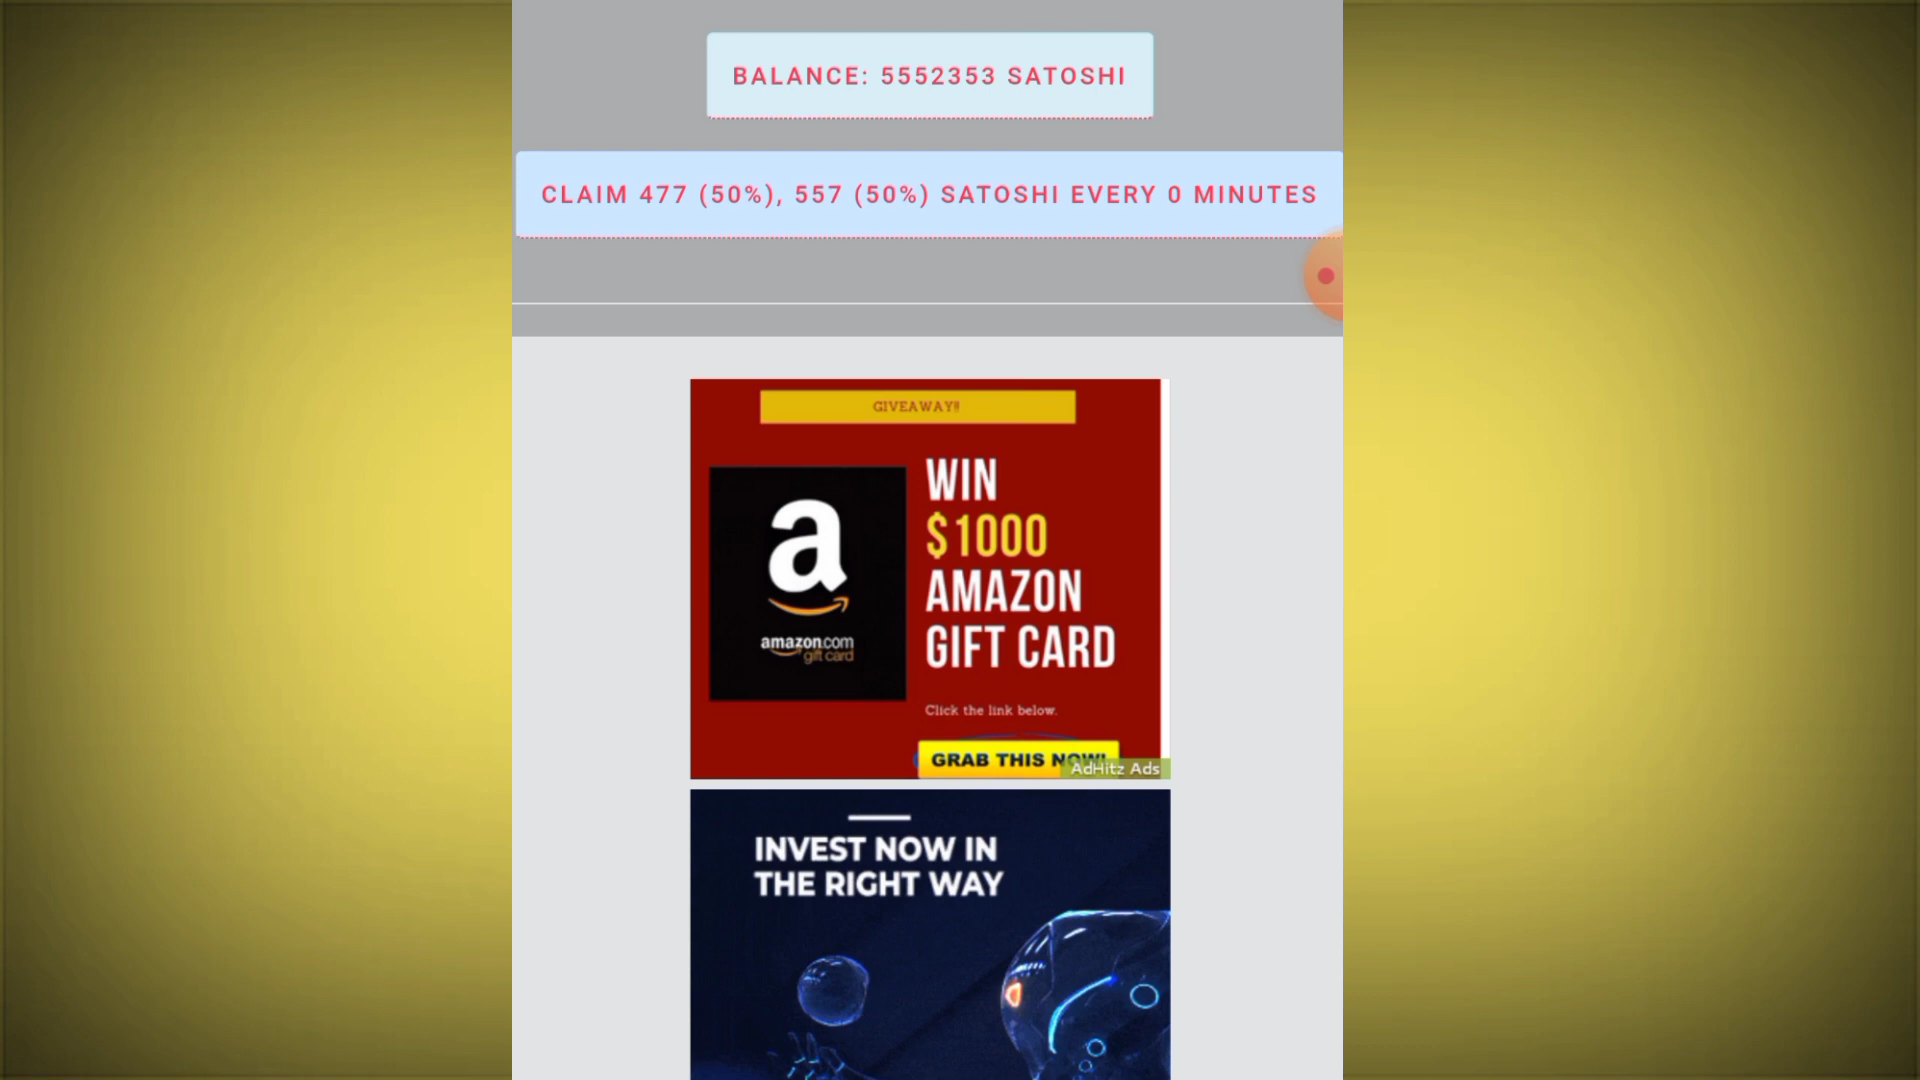 BALANCE: 5552353 SATOSHI
CLAIM 477 (50%), 557 (50%) SATOSHI EVERY 0 MINUTES
GIVEAWAY!!
WIN
$1000
AMAZON
GIFT CARD
a
amazon.com
gift card
Click the link below.
GRAB THIS NOW!
AdHitz Ads
INVEST NOW IN
THE RIGHT WAY